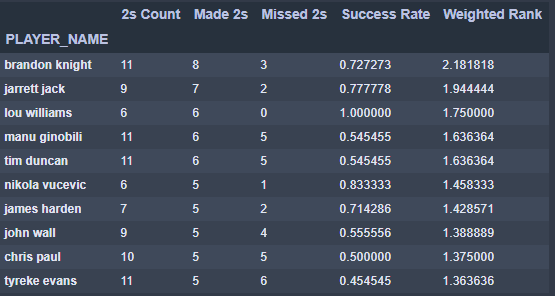 2s Count Made 2s Missed 2s Success Rate Weighted Rank
PLAYER_NAME
brandon knight 11 8 3 0.727273 2.181818
jarrett jack 9 7 2 0.777778 1.944444
lou williams 6 6 0 1.000000 1.750000
manu ginobili 11 6 5 0.545455 1.636364
tim duncan 11 6 5 0.545455 1.636364
nikola vucevic 6 5 1 0.833333 1.458333
james harden 7 5 2 0.714286 1.428571
john wall 9 5 4 0.555556 1.388889
chris paul 10 5 5 0.500000 1.375000
tyreke evans 11 5 6 0.454545 1.363636